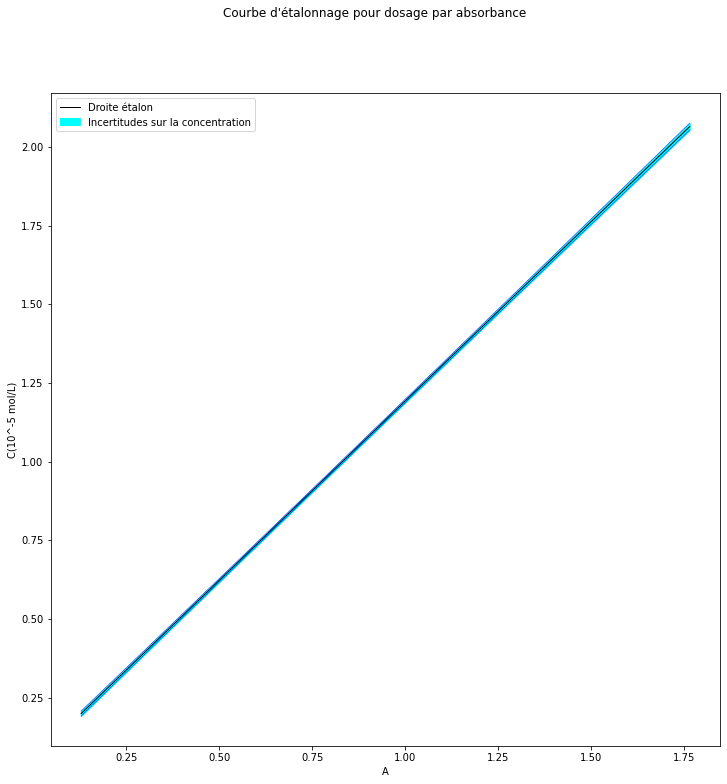 Courbe d'étalonnage pour dosage par absorbance
Droite étalon
Incertitudes sur la concentration
2.00
1.75
1.50
1.25
1.00
0.75
0.50
0.25
C(10^-5 mol/L)
0.25 0.50 0.75 1.00 1.25 1.50 1.75
A